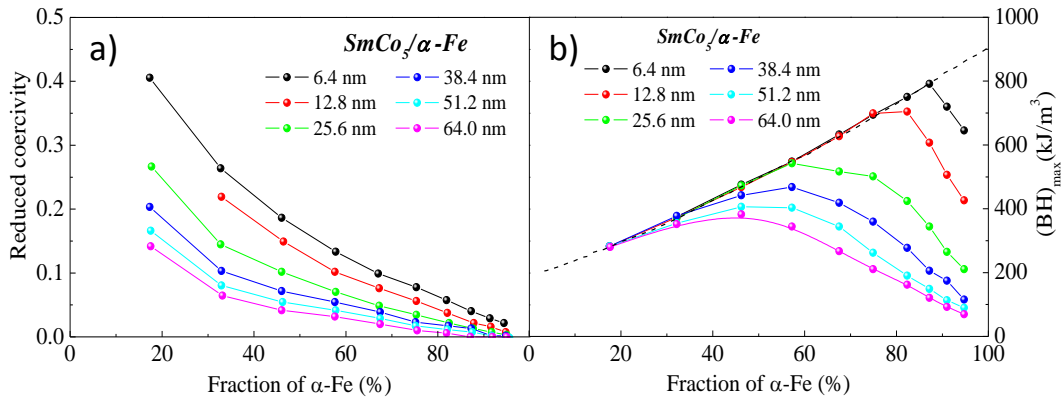 a)
SmCo5/α-Fe
6.4 nm
12.8 nm
25.6 nm
38.4 nm
51.2 nm
64.0 nm
Reduced coercivity
0.5
0.4
0.3
0.2
0.1
0.0
0 20 40 60 80
Fraction of α-Fe (%)
b)
SmCo5/α-Fe
6.4 nm
12.8 nm
25.6 nm
38.4 nm
51.2 nm
64.0 nm
1000
800
600
400
200
0
(BH)max(kJ/m3)
0 20 40 60 80 100
Fraction of α-Fe (%)